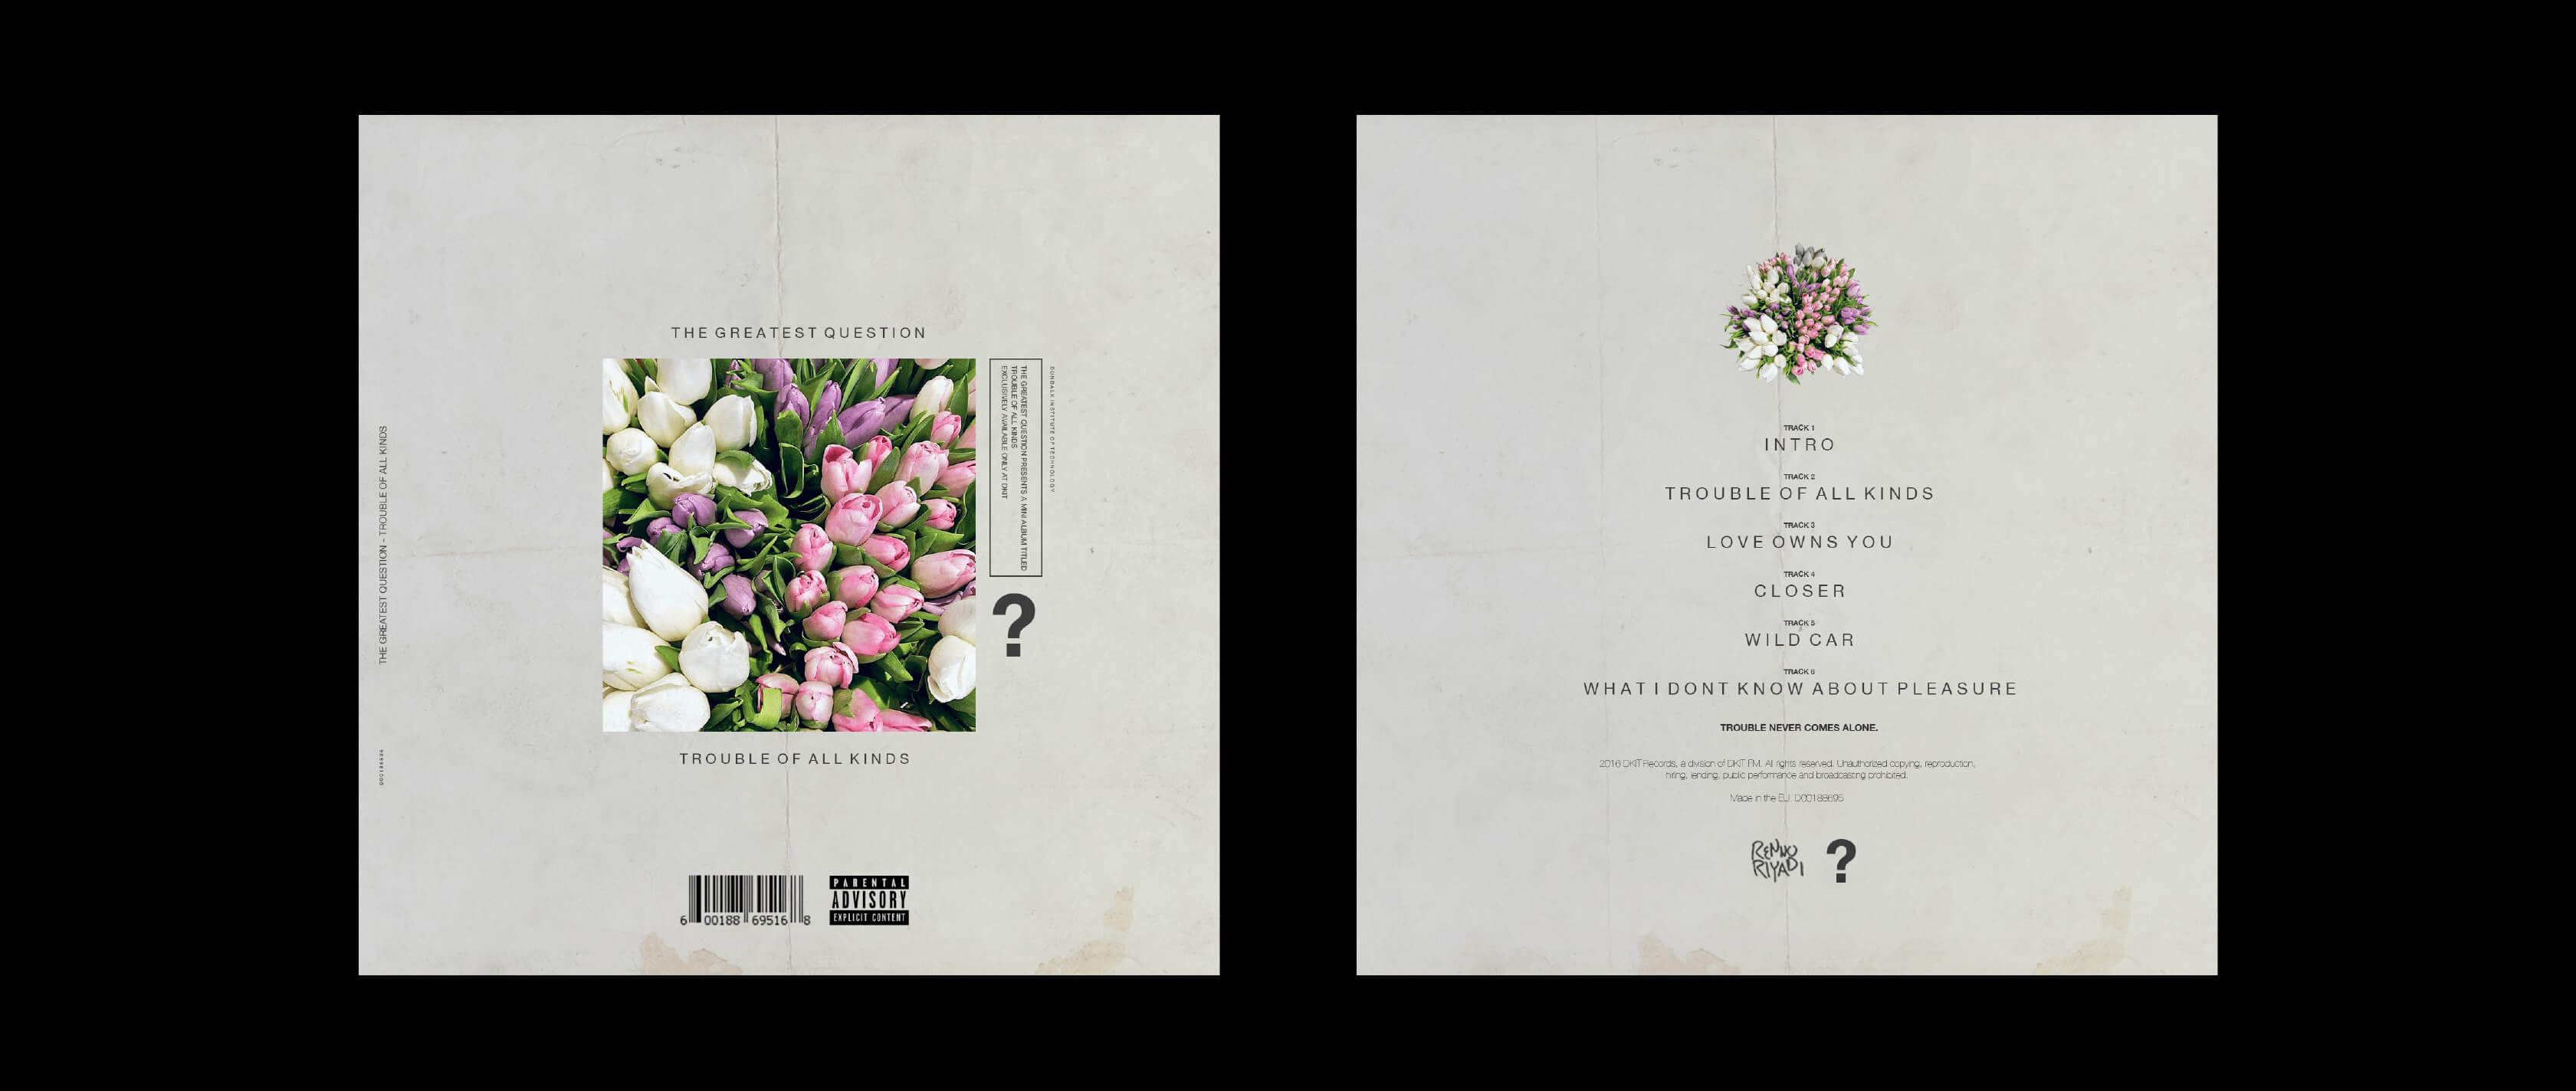 THE GREATEST QUESTION
THE GREATEST QUESTION PRESENTS A MINI ALBUM TITLED
TROUBLE OF ALL KINDS
EXCLUSIVELY AVAILABLE ONLY AT DKIT
DUNDALK INSTITUTE OF TECHNOLOGY
?
THE GREATEST QUESTION - TROUBLE OF ALL KINDS
TROUBLE OF ALL KINDS
6 00188 69516 8
PARENTAL
ADVISORY
EXPLICIT CONTENT
TRACK 1
INTRO
TRACK 2
TROUBLE OF ALL KINDS
TRACK 3
LOVE OWNS YOU
TRACK 4
CLOSER
TRACK 5
WILD CAR
TRACK 6
WHAT I DONT KNOW ABOUT PLEASURE
TROUBLE NEVER COMES ALONE.
2016 DKIT Records, a division of DKIT FM. All rights reserved. Unauthorized copying, reproduction,
hiring, lending, public performance and broadcasting prohibited.
Made in the EU. D00188695
RENNO
RIYADI
?